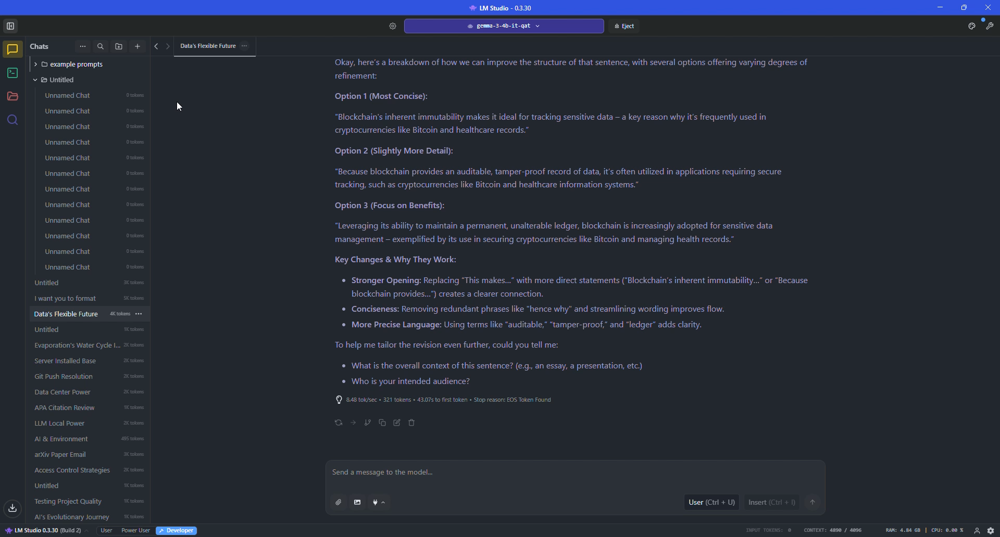 LM Studio - 0.3.30
gemma-3-4b-it-qat
Eject
Chats
Data's Flexible Future
example prompts
Untitled
Unnamed Chat 0 tokens
Unnamed Chat 0 tokens
Unnamed Chat 0 tokens
Unnamed Chat 0 tokens
Unnamed Chat 0 tokens
Unnamed Chat 0 tokens
Unnamed Chat 0 tokens
Unnamed Chat 0 tokens
Unnamed Chat 0 tokens
Unnamed Chat 0 tokens
Unnamed Chat 0 tokens
Unnamed Chat 0 tokens
Untitled 3K tokens
I want you to format 5K tokens
Data's Flexible Future 4K tokens
Untitled 1K tokens
Evaporation's Water Cycle I... 2K tokens
Server Installed Base 2K tokens
Git Push Resolution 2K tokens
Data Center Power 2K tokens
APA Citation Review 1K tokens
LLM Local Power 2K tokens
AI & Environment 495 tokens
arXiv Paper Email 3K tokens
Access Control Strategies 2K tokens
Untitled 1K tokens
Testing Project Quality 1K tokens
AI's Evolutionary Journey 1K tokens
Okay, here's a breakdown of how we can improve the structure of that sentence, with several options offering varying degrees of
refinement:
Option 1 (Most Concise):
"Blockchain's inherent immutability makes it ideal for tracking sensitive data – a key reason why it's frequently used in
cryptocurrencies like Bitcoin and healthcare records."
Option 2 (Slightly More Detail):
"Because blockchain provides an auditable, tamper-proof record of data, it's often utilized in applications requiring secure
tracking, such as cryptocurrencies like Bitcoin and healthcare information systems."
Option 3 (Focus on Benefits):
"Leveraging its ability to maintain a permanent, unalterable ledger, blockchain is increasingly adopted for sensitive data
management – exemplified by its use in securing cryptocurrencies like Bitcoin and managing health records."
Key Changes & Why They Work:
• Stronger Opening: Replacing "This makes..." with more direct statements ("Blockchain's inherent immutability..." or "Because
blockchain provides...") creates a clearer connection.
• Conciseness: Removing redundant phrases like "hence why" and streamlining wording improves flow.
• More Precise Language: Using terms like "auditable," "tamper-proof," and "ledger" adds clarity.
To help me tailor the revision even further, could you tell me:
• What is the overall context of this sentence? (e.g., an essay, a presentation, etc.)
• Who is your intended audience?
8.48 tok/sec • 321 tokens • 43.07s to first token • Stop reason: EOS Token Found
Send a message to the model...
User (Ctrl + U) Insert (Ctrl + I)
LM Studio 0.3.30 (Build 2) User Power User Developer INPUT TOKENS: 0 CONTEXT: 4890 / 4096 RAM: 4.84 GB | CPU: 0.00 %